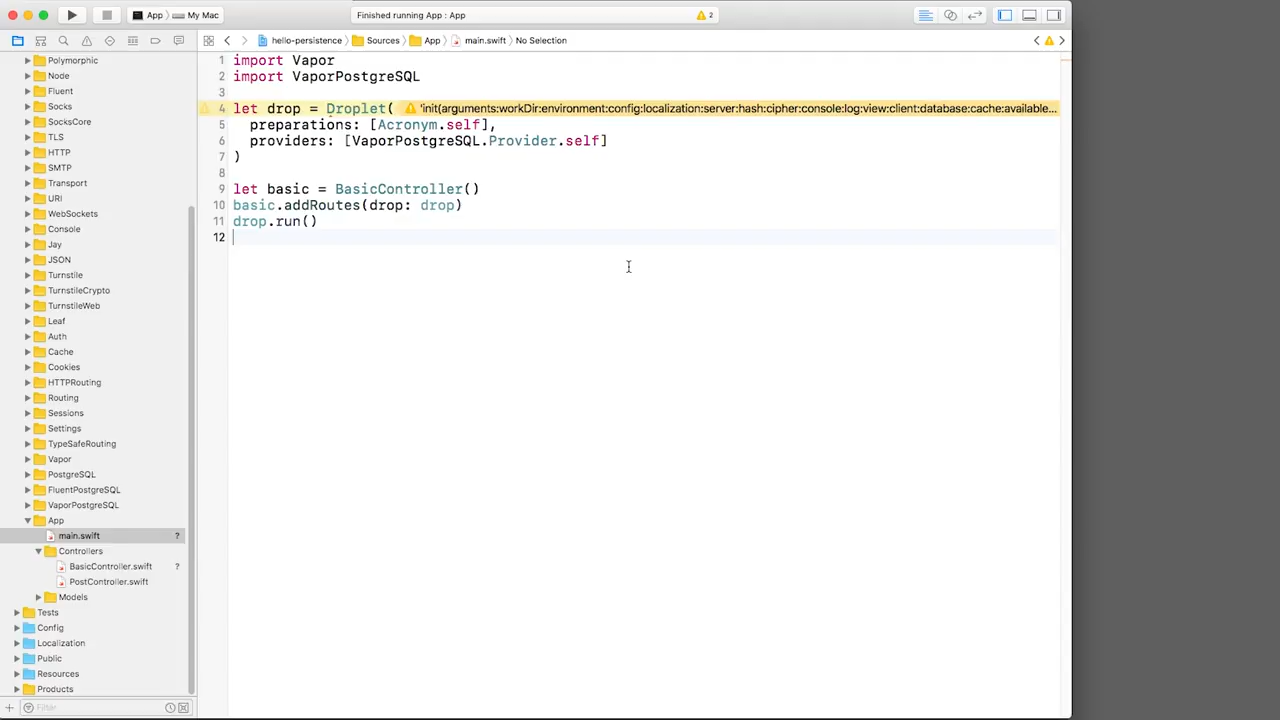 App
My Mac
Finished running App : App
2
hello-persistence
Sources
App
main.swift
No Selection
Polymorphic
Node
Fluent
Socks
SocksCore
TLS
HTTP
SMTP
Transport
URI
WebSockets
Console
Jay
JSON
Turnstile
TurnstileCrypto
TurnstileWeb
Leaf
Auth
Cache
Cookies
HTTPRouting
Routing
Sessions
Settings
TypeSafeRouting
Vapor
PostgreSQL
FluentPostgreSQL
VaporPostgreSQL
App
main.swift ?
Controllers
BasicController.swift ?
PostController.swift
Models
Tests
Config
Localization
Public
Resources
Products
Filter
1 import Vapor
2 import VaporPostgreSQL
3
4 let drop = Droplet( 'init(arguments:workDir:environment:config:localization:server:hash:cipher:console:log:view:client:database:cache:available...
5 preparations: [Acronym.self],
6 providers: [VaporPostgreSQL.Provider.self]
7 )
8
9 let basic = BasicController()
10 basic.addRoutes(drop: drop)
11 drop.run()
12